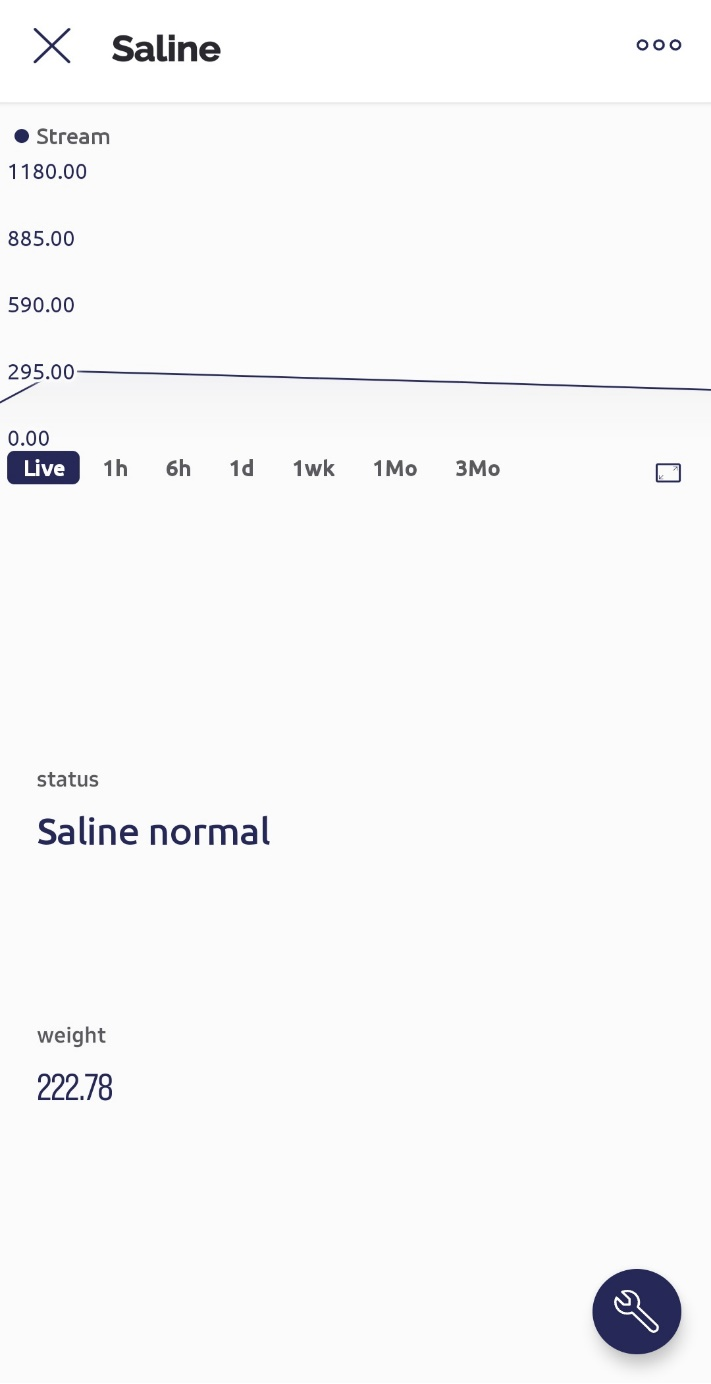 Saline
Stream
1180.00
885.00
590.00
295.00
0.00
Live 1h 6h 1d 1wk 1Mo 3Mo
status
Saline normal
weight
222.78